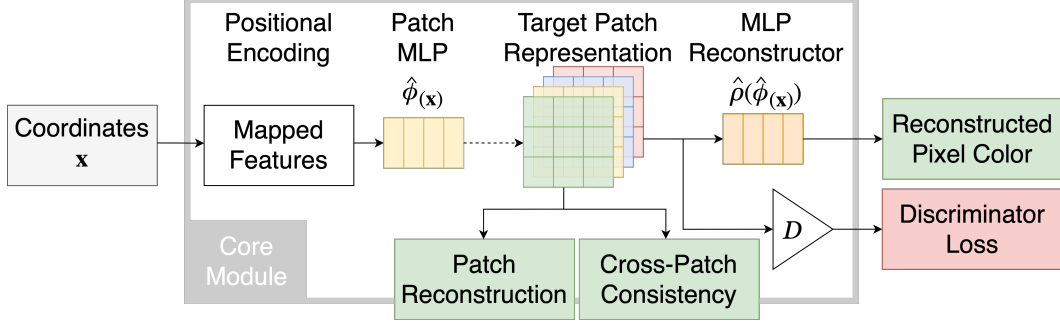 Positional
Encoding
Patch
MLP
Target Patch
Representation
MLP
Reconstructor
ϕ̂(x)
ρ̂(ϕ̂(x))
Coordinates
x
Mapped
Features
Reconstructed
Pixel Color
D
Discriminator
Loss
Core
Module
Patch
Reconstruction
Cross-Patch
Consistency